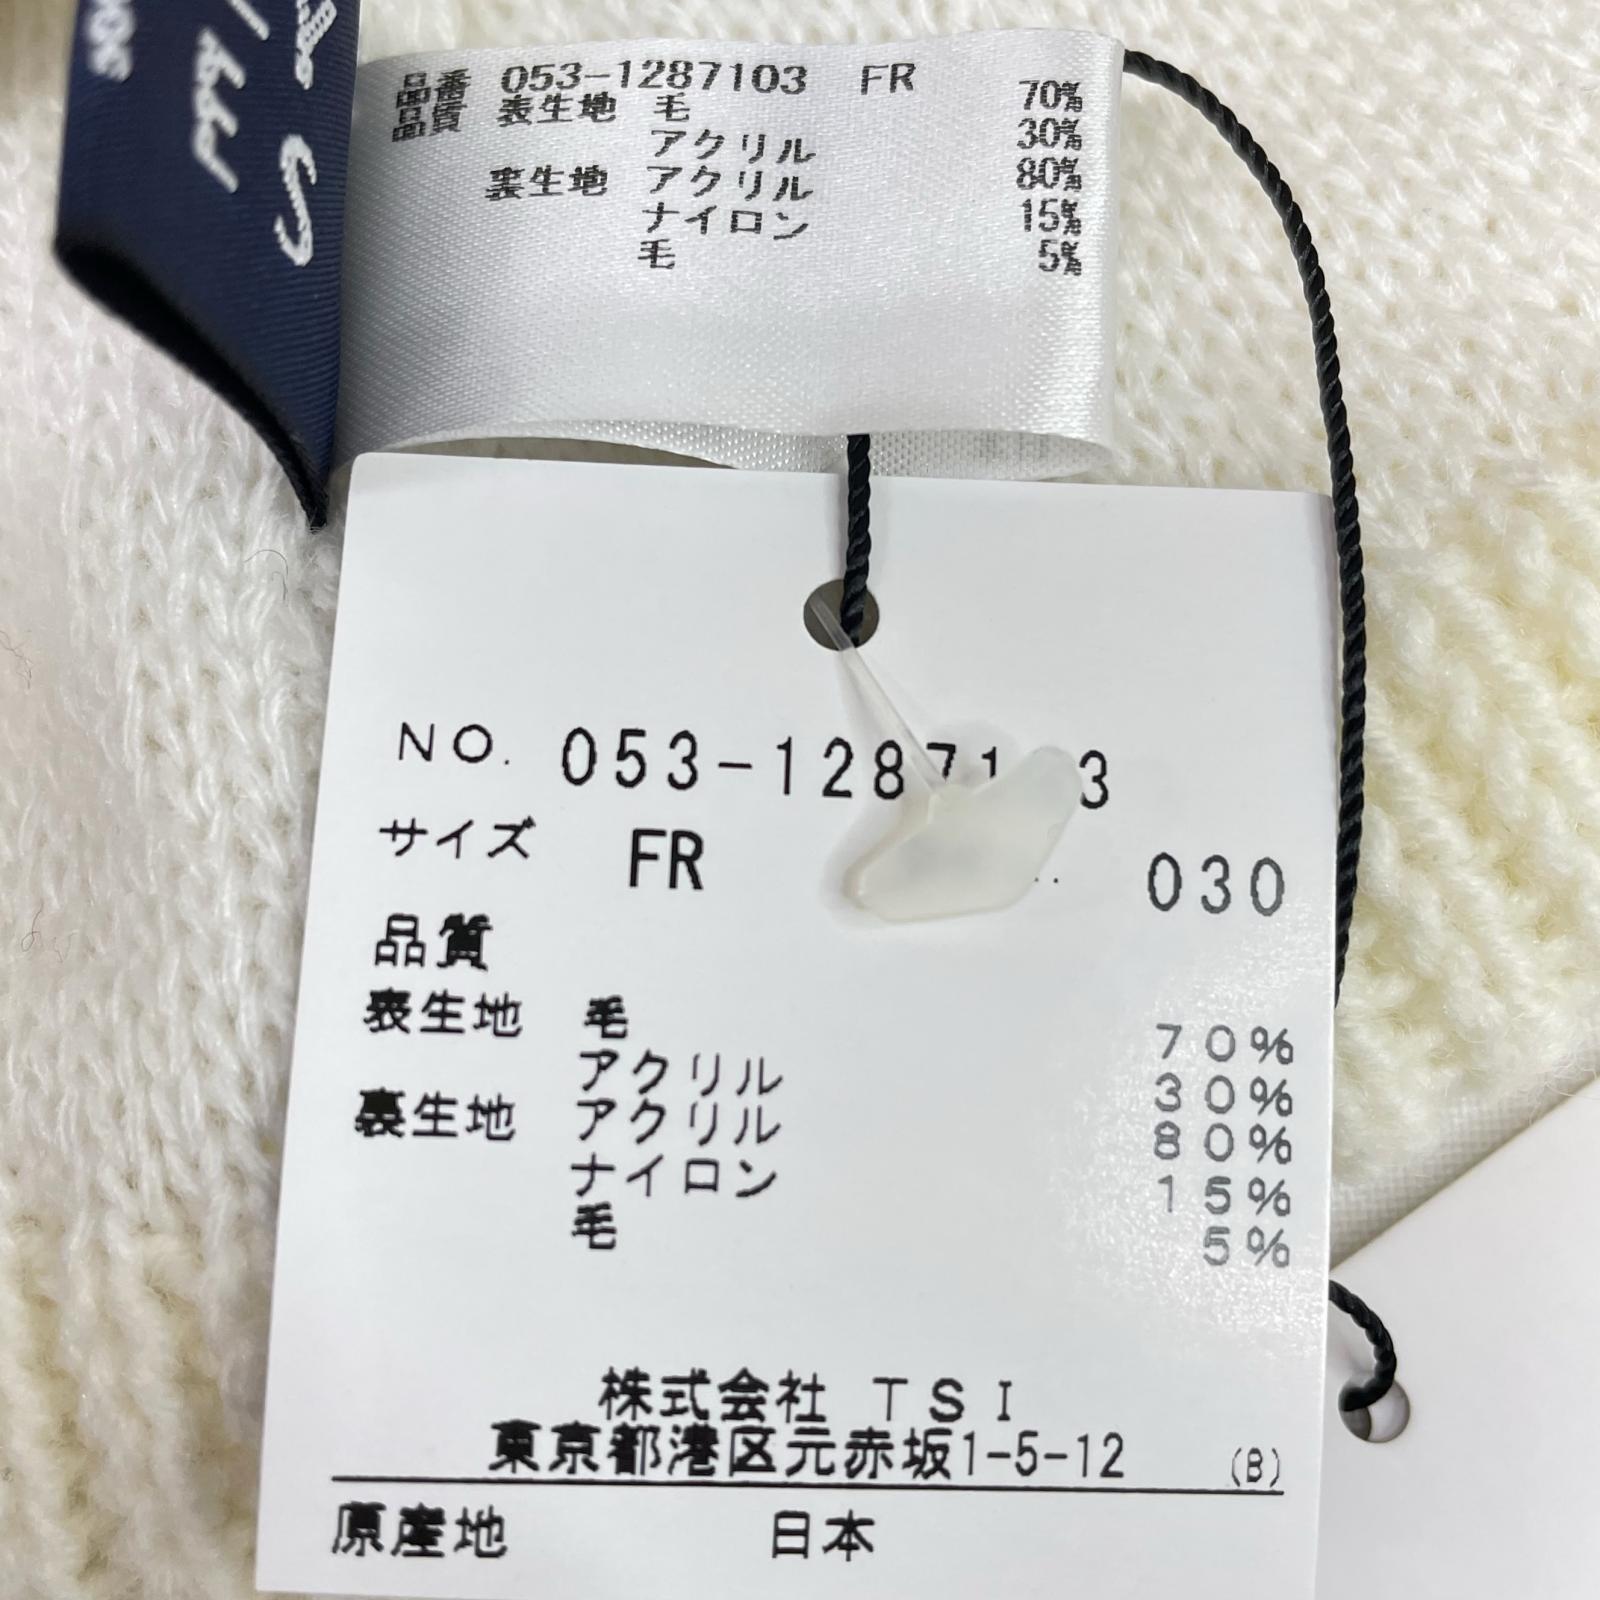 品番 053-1287103 FR
品質 表生地 毛 70%
アクリル 30%
裏生地 アクリル 80%
ナイロン 15%
毛 5%
NO. 053-12871 3
サイズ FR 030
品質
表生地 毛 70%
アクリル 30%
裏生地 アクリル 80%
ナイロン 15%
毛 5%
株式会社 TSI
東京都港区元赤坂1-5-12 (B)
原産地 日本